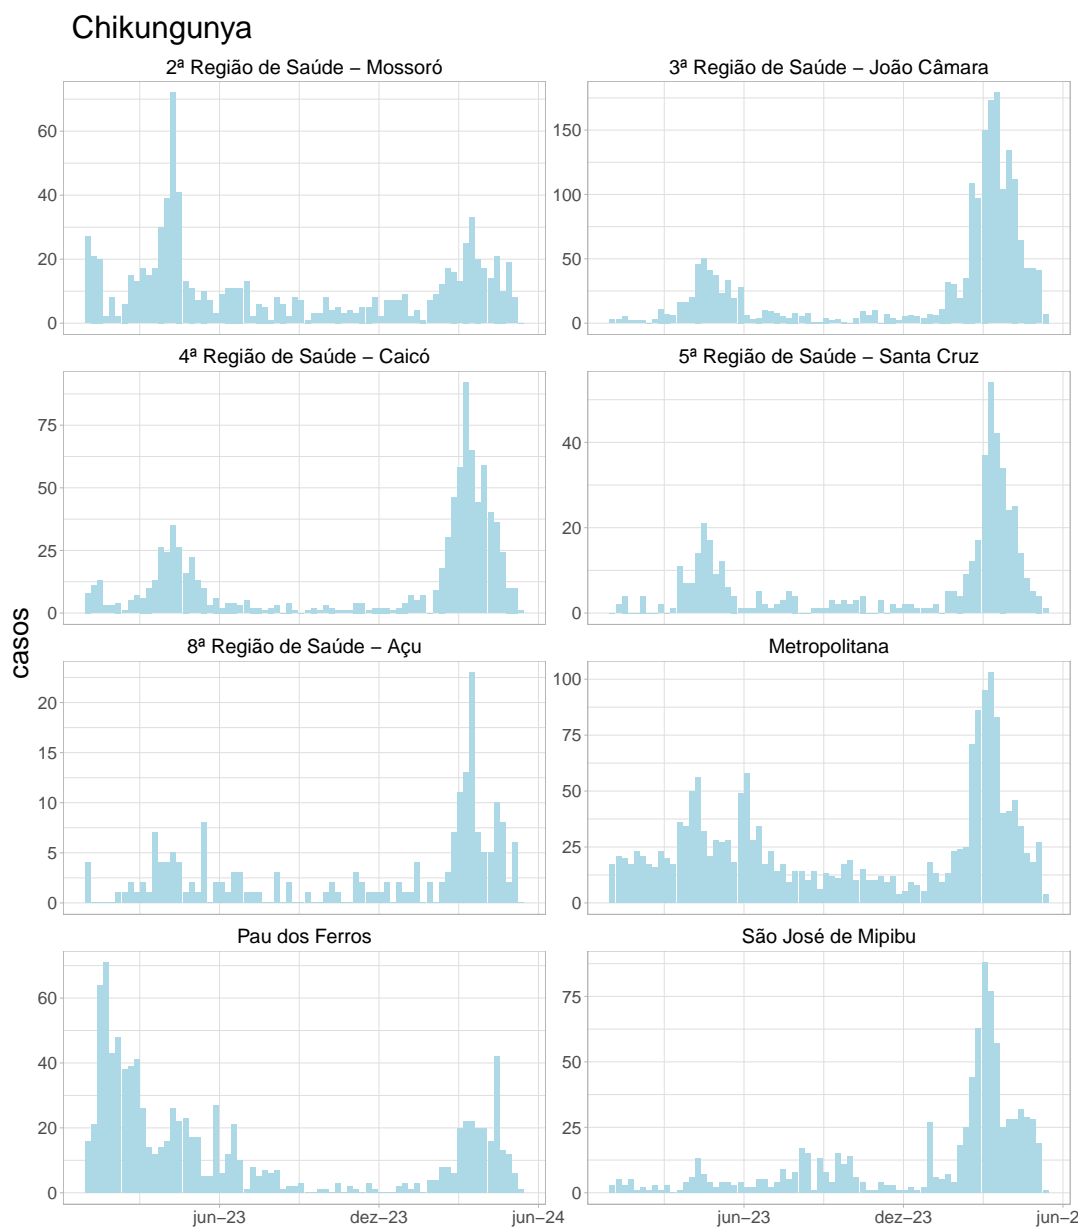 Chikungunya
2ª Região de Saúde − Mossoró
3ª Região de Saúde − João Câmara
60
40
20
0
150
100
50
0
4ª Região de Saúde − Caicó
5ª Região de Saúde − Santa Cruz
75
50
25
0
40
20
0
casos
8ª Região de Saúde − Açu
Metropolitana
20
15
10
5
0
100
75
50
25
0
Pau dos Ferros
São José de Mipibu
60
40
20
0
75
50
25
0
jun−23
dez−23
jun−24
jun−23
dez−23
jun−2